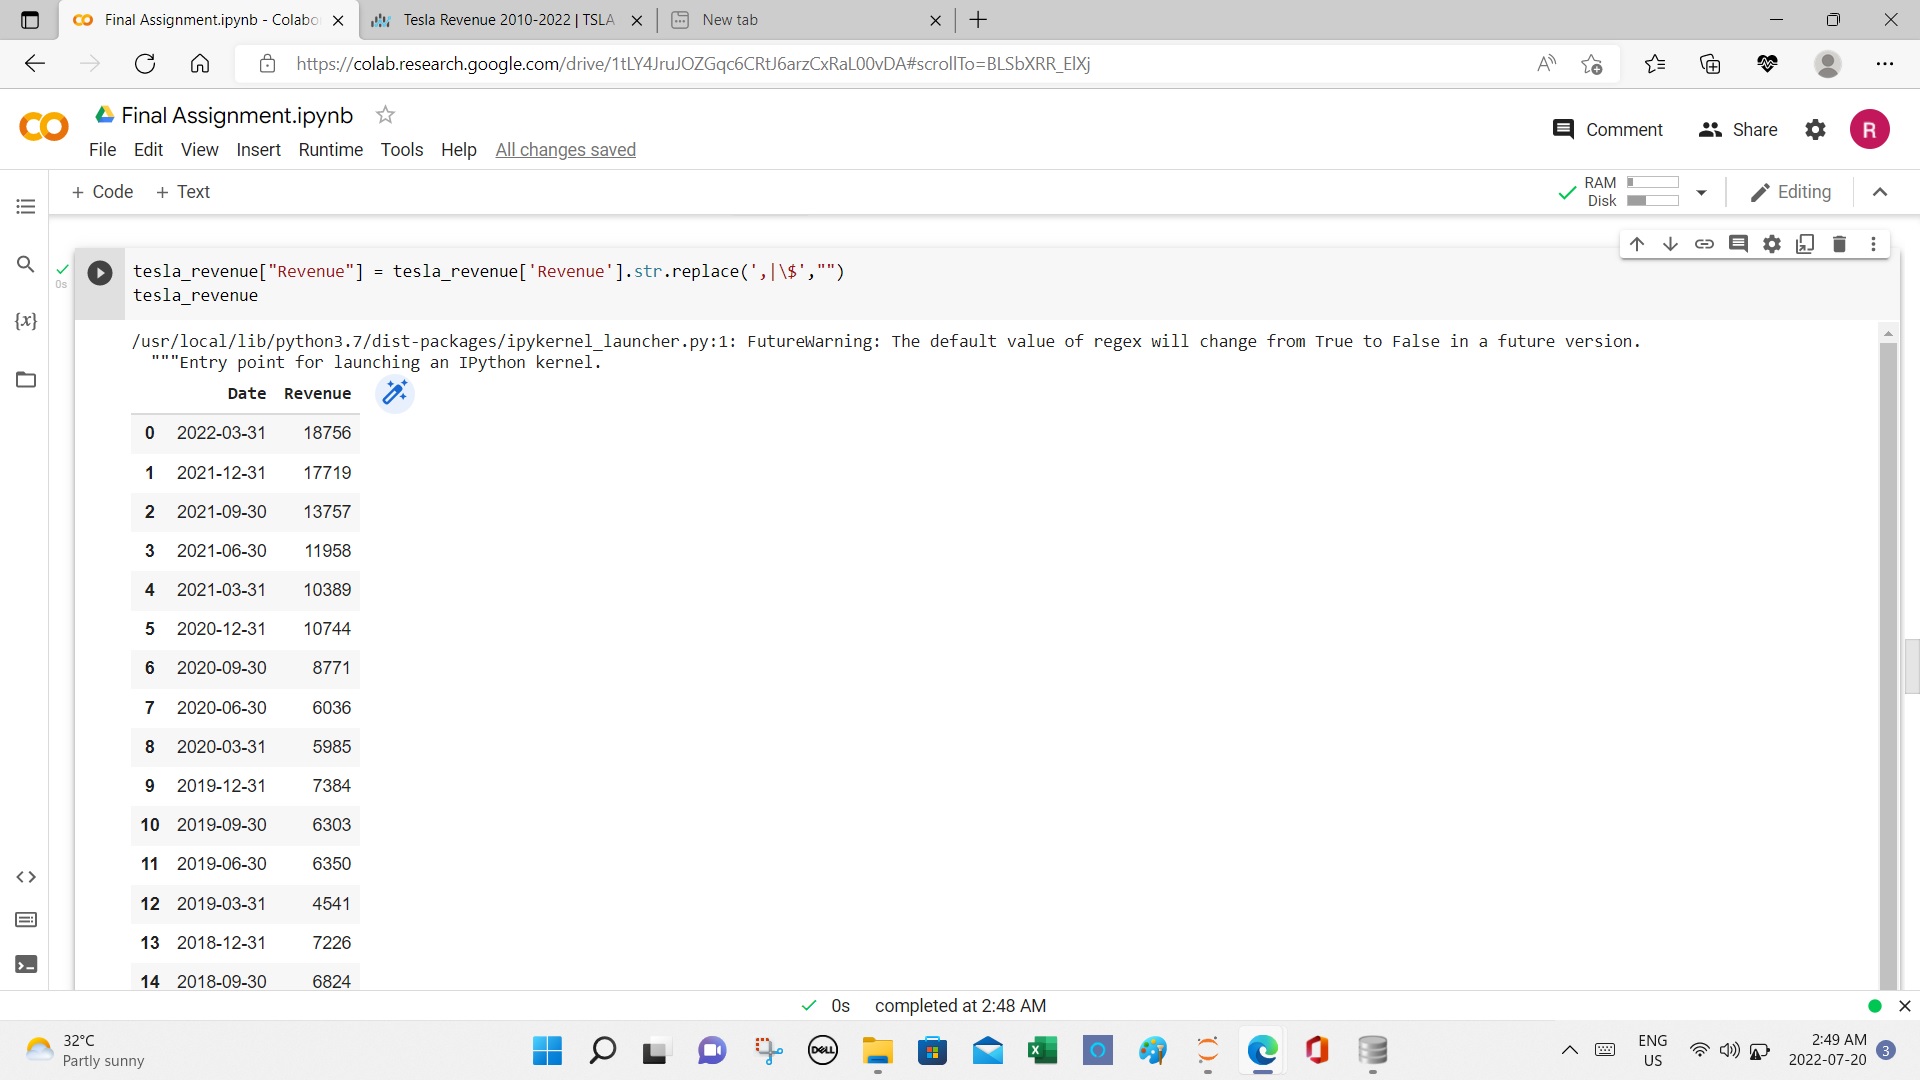 Final Assignment.ipynb - Colabo
Tesla Revenue 2010-2022 | TSLA
New tab
https://colab.research.google.com/drive/1tLY4JruJOZGqc6CRtJ6arzCxRaL00vDA#scrollTo=BLSbXRR_ElXj
Final Assignment.ipynb
Comment
Share
R
File Edit View Insert Runtime Tools Help All changes saved
+ Code + Text
RAM
Disk
Editing
0s
tesla_revenue["Revenue"] = tesla_revenue['Revenue'].str.replace(',|\$',"")
tesla_revenue
{x}
/usr/local/lib/python3.7/dist-packages/ipykernel_launcher.py:1: FutureWarning: The default value of regex will change from True to False in a future version.
"""Entry point for launching an IPython kernel.
Date Revenue
0 2022-03-31 18756
1 2021-12-31 17719
2 2021-09-30 13757
3 2021-06-30 11958
4 2021-03-31 10389
5 2020-12-31 10744
6 2020-09-30 8771
7 2020-06-30 6036
8 2020-03-31 5985
9 2019-12-31 7384
10 2019-09-30 6303
11 2019-06-30 6350
12 2019-03-31 4541
13 2018-12-31 7226
14 2018-09-30 6824
0s completed at 2:48 AM
32°C
Partly sunny
DELL
ENG
US
2:49 AM
2022-07-20
3